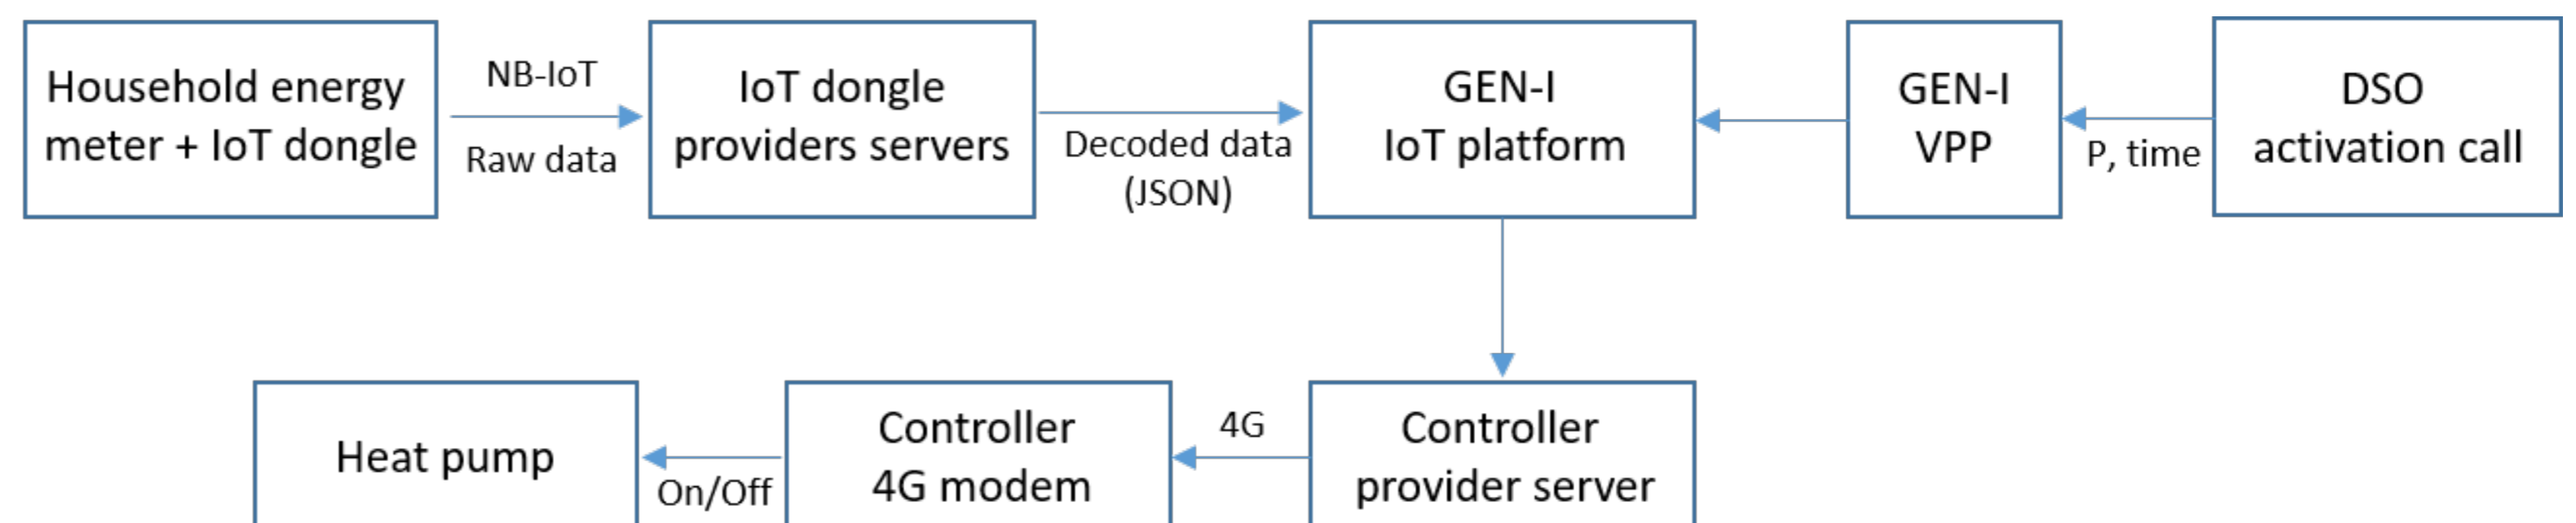 Household energy
meter + IoT dongle
NB-IoT
Raw data
IoT dongle
providers servers
Decoded data
(JSON)
GEN-I
IoT platform
GEN-I
VPP
P, time
DSO
activation call
Heat pump
On/Off
Controller
4G modem
4G
Controller
provider server